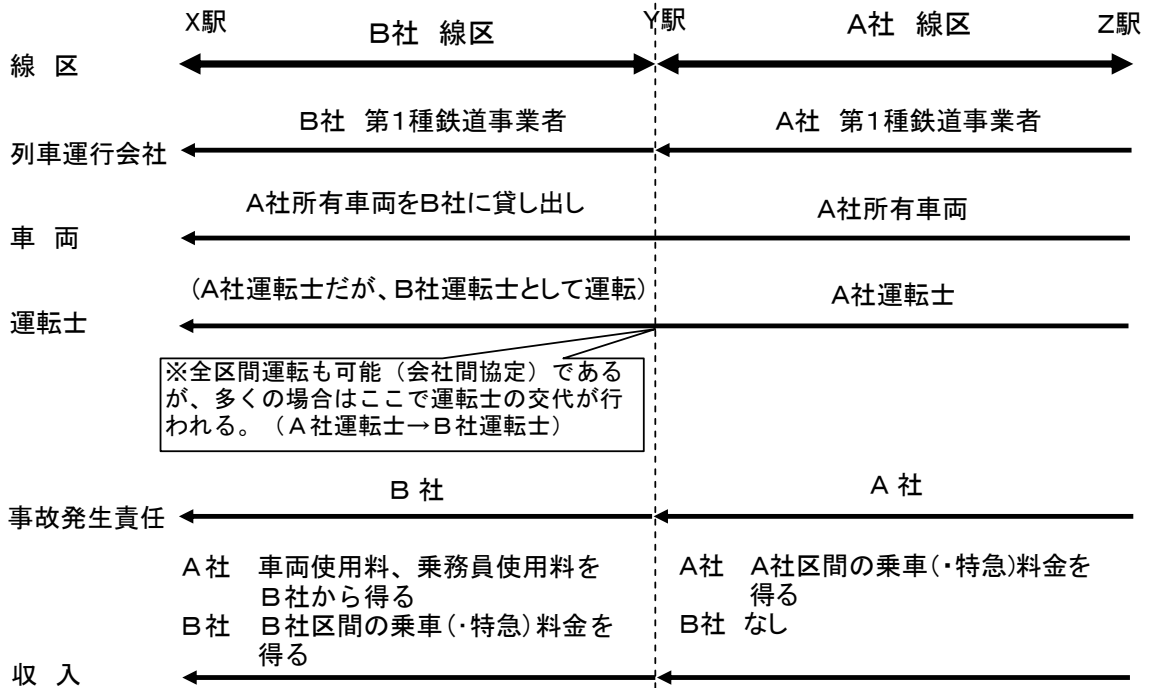 X駅
B社 線区
Y駅
A社 線区
Z駅
線 区
B社 第1種鉄道事業者
A社 第1種鉄道事業者
列車運行会社
A社所有車両をB社に貸し出し
A社所有車両
車 両
(A社運転士だが、B社運転士として運転)
A社運転士
運転士
※全区間運転も可能（会社間協定）である
が、多くの場合はここで運転士の交代が行
われる。（A社運転士→B社運転士）
B 社
A 社
事故発生責任
A社 車両使用料、乗務員使用料を
B社から得る
B社 B社区間の乗車(・特急)料金を
得る
A社 A社区間の乗車(・特急)料金を
得る
B社 なし
収 入